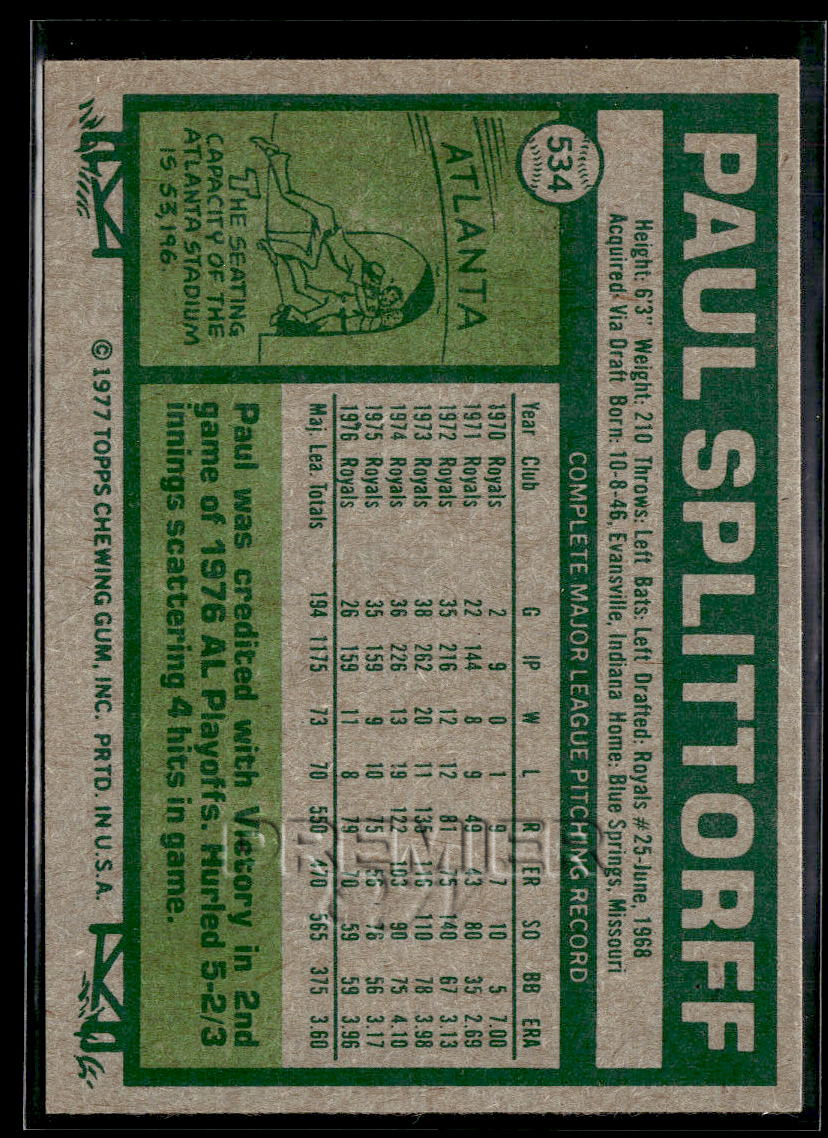 534
PAUL SPLITTORFF
Height: 6'3" Weight: 210 Throws: Left Bats: Left Drafted: Royals #25-June, 1968
Acquired: Via Draft Born: 10-8-46, Evansville, Indiana Home: Blue Springs, Missouri
COMPLETE MAJOR LEAGUE PITCHING RECORD
Year Club G IP W L R ER SO BB ERA
1970 Royals 2 9 0 1 9 7 10 5 7.00
1971 Royals 22 144 8 9 49 43 80 35 2.69
1972 Royals 35 216 12 12 81 75 140 67 3.13
1973 Royals 38 262 20 11 135 116 110 78 3.98
1974 Royals 36 226 13 19 122 103 90 75 4.10
1975 Royals 35 159 9 10 75 56 76 56 3.17
1976 Royals 26 159 11 8 79 70 59 59 3.96
Maj. Lea. Totals 194 1175 73 70 550 470 565 375 3.60
ATLANTA
THE SEATING
CAPACITY OF THE
ATLANTA STADIUM
IS 53,196.
Paul was credited with Victory in 2nd
game of 1976 AL Playoffs. Hurled 5-2/3
innings scattering 4 hits in game.
© 1977 TOPPS CHEWING GUM, INC. PRTD. IN U.S.A.
PREMIER